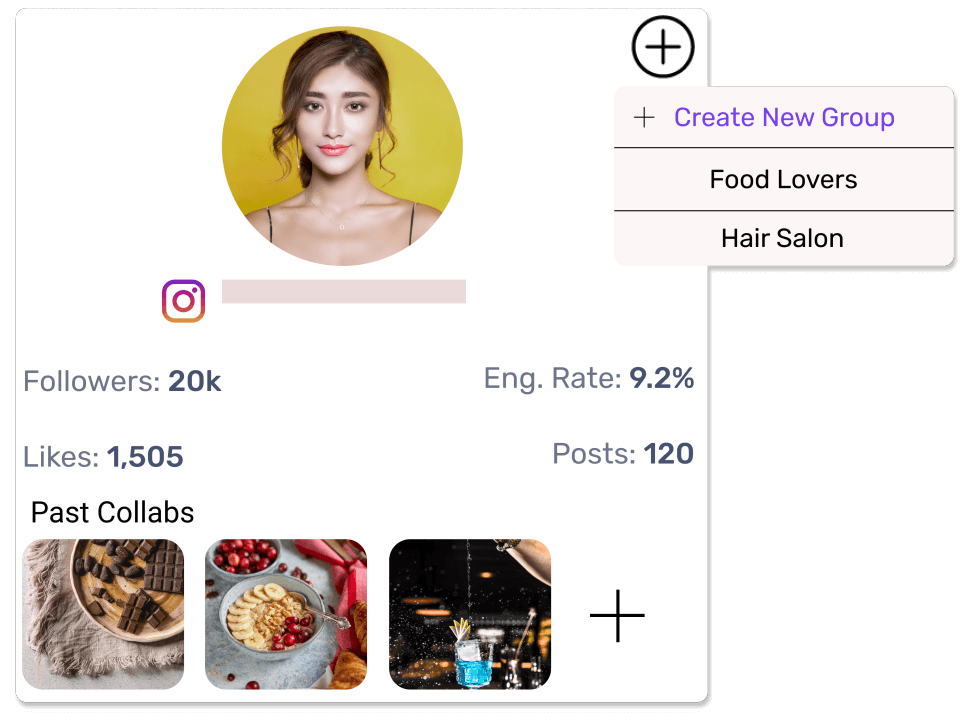 Create New Group
Food Lovers
Hair Salon
Followers: 20k
Eng. Rate: 9.2%
Likes: 1,505
Posts: 120
Past Collabs